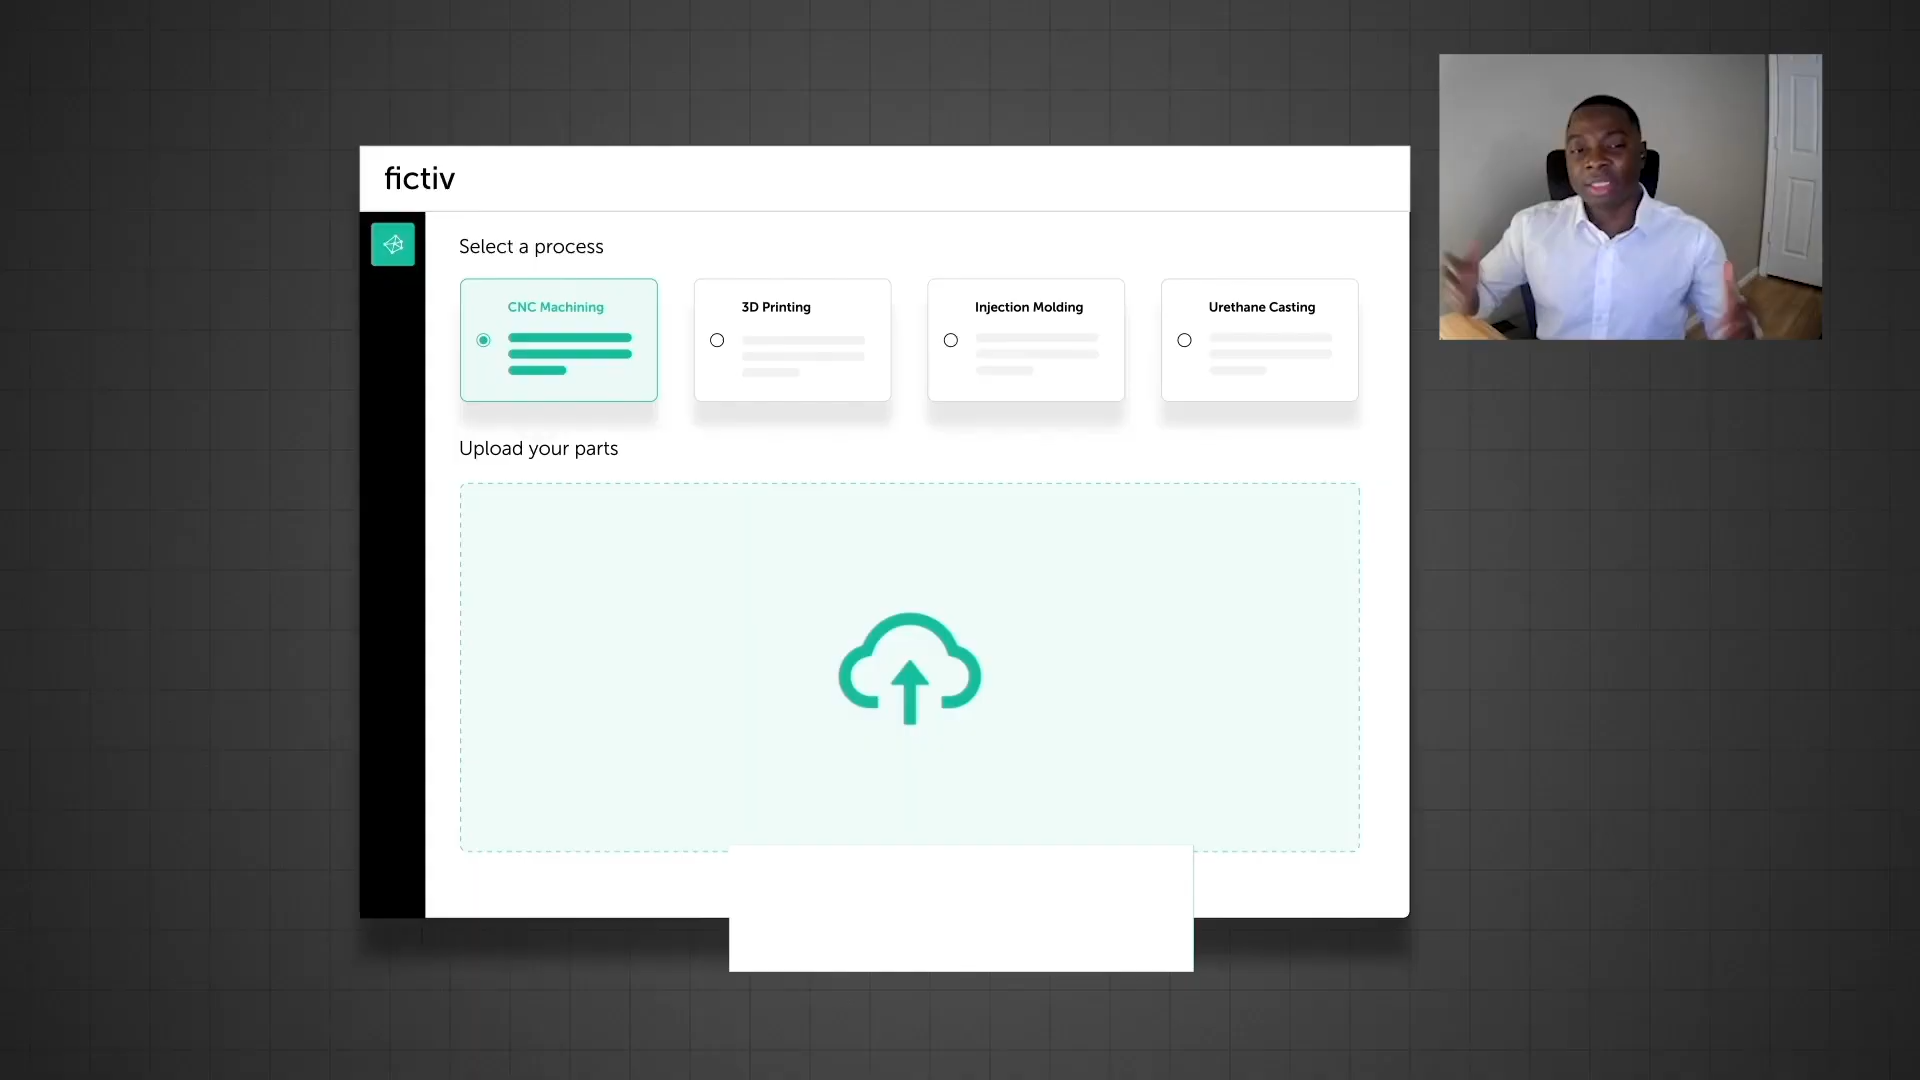 fictiv
Select a process
CNC Machining
3D Printing
Injection Molding
Urethane Casting
Upload your parts